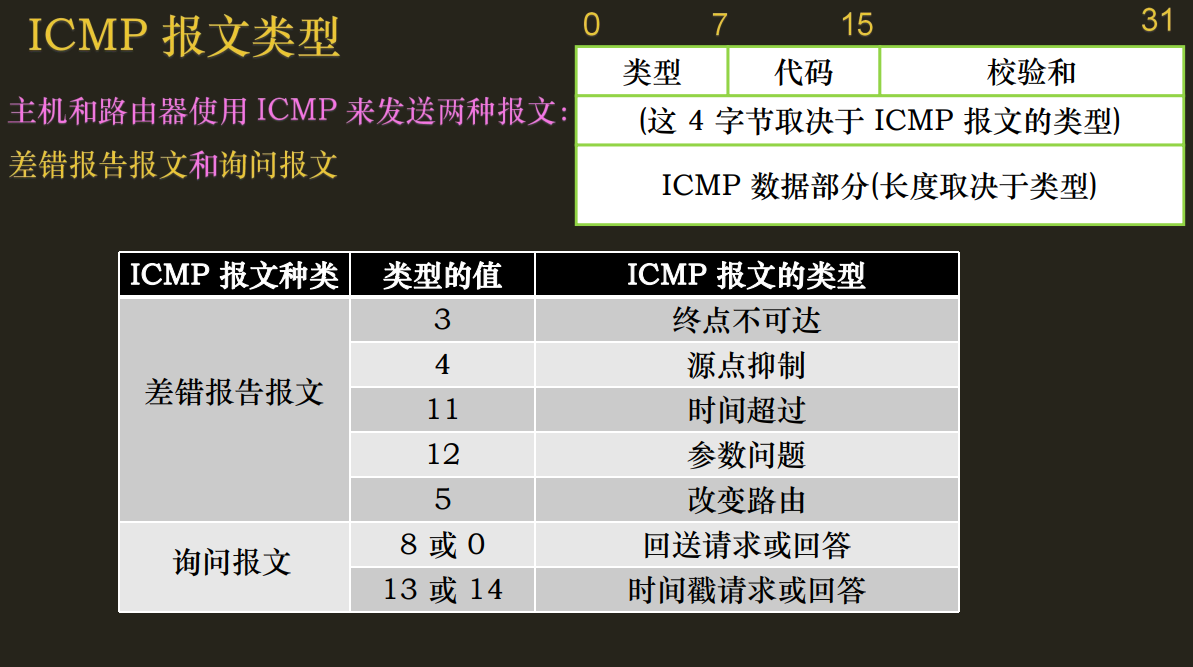 ICMP 报文类型
主机和路由器使用 ICMP 来发送两种报文：
差错报告报文和询问报文
0 7 15 31
类型 代码 校验和
(这 4 字节取决于 ICMP 报文的类型)
ICMP 数据部分(长度取决于类型)
ICMP 报文种类 类型的值 ICMP 报文的类型
差错报告报文
3 终点不可达
4 源点抑制
11 时间超过
12 参数问题
5 改变路由
询问报文
8 或 0 回送请求或回答
13 或 14 时间戳请求或回答